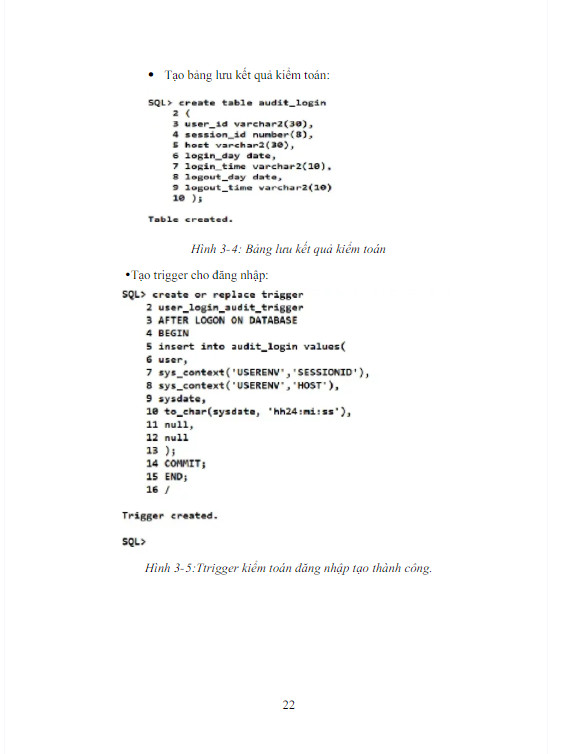 • Tạo bảng lưu kết quả kiểm toán:
SQL> create table audit_login
2 (
3 user_id varchar2(30),
4 session_id number(8),
5 host varchar2(30),
6 login_day date,
7 login_time varchar2(10),
8 logout_day date,
9 logout_time varchar2(10)
10 );
Table created.
Hình 3-4: Bảng lưu kết quả kiểm toán
•Tạo trigger cho đăng nhập:
SQL> create or replace trigger
2 user_login_audit_trigger
3 AFTER LOGON ON DATABASE
4 BEGIN
5 insert into audit_login values(
6 user,
7 sys_context('USERENV','SESSIONID'),
8 sys_context('USERENV','HOST'),
9 sysdate,
10 to_char(sysdate, 'hh24:mi:ss'),
11 null,
12 null
13 );
14 COMMIT;
15 END;
16 /
Trigger created.
SQL>
Hình 3-5:Ttrigger kiểm toán đăng nhập tạo thành công.
22